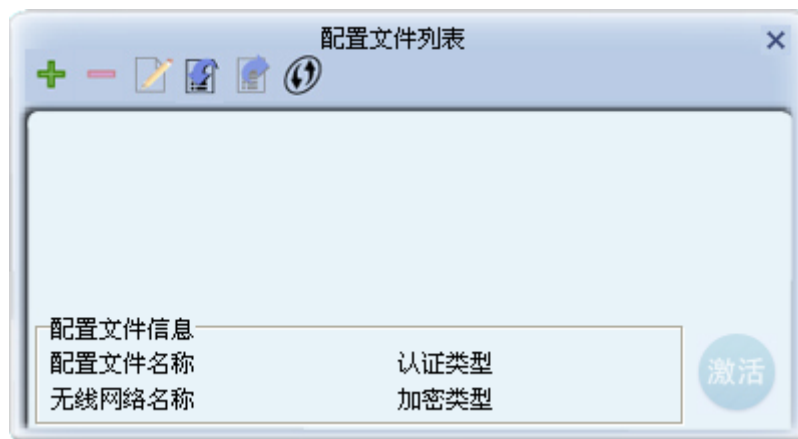 配置文件列表
配置文件信息
配置文件名称 认证类型
无线网络名称 加密类型
激活